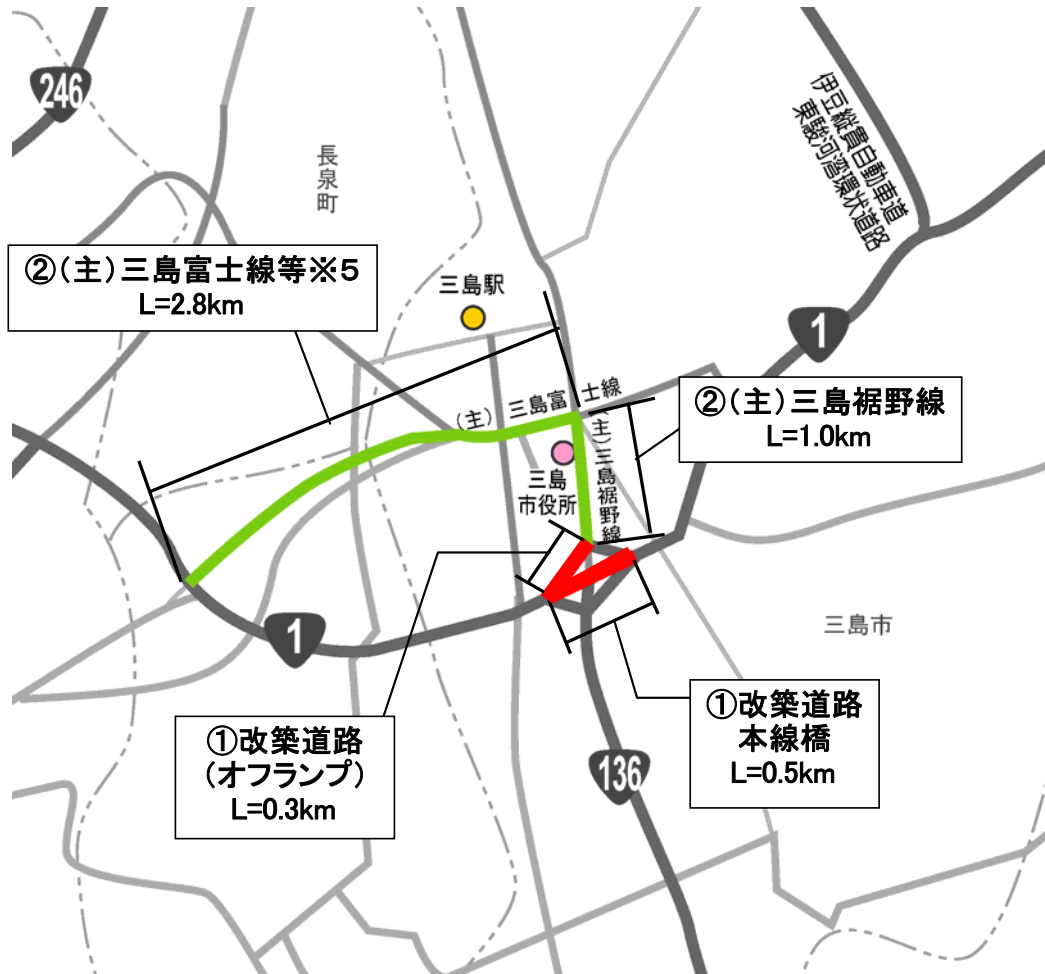 246
長泉町
伊豆縦貫自動車道
東駿河湾環状道路
②(主)三島富士線等※5
L=2.8km
三島駅
1
(主)三島富士線
②(主)三島裾野線
L=1.0km
三島
市役所
(主)三島裾野線
1
三島市
①改築道路
(オフランプ)
L=0.3km
①改築道路
本線橋
L=0.5km
136